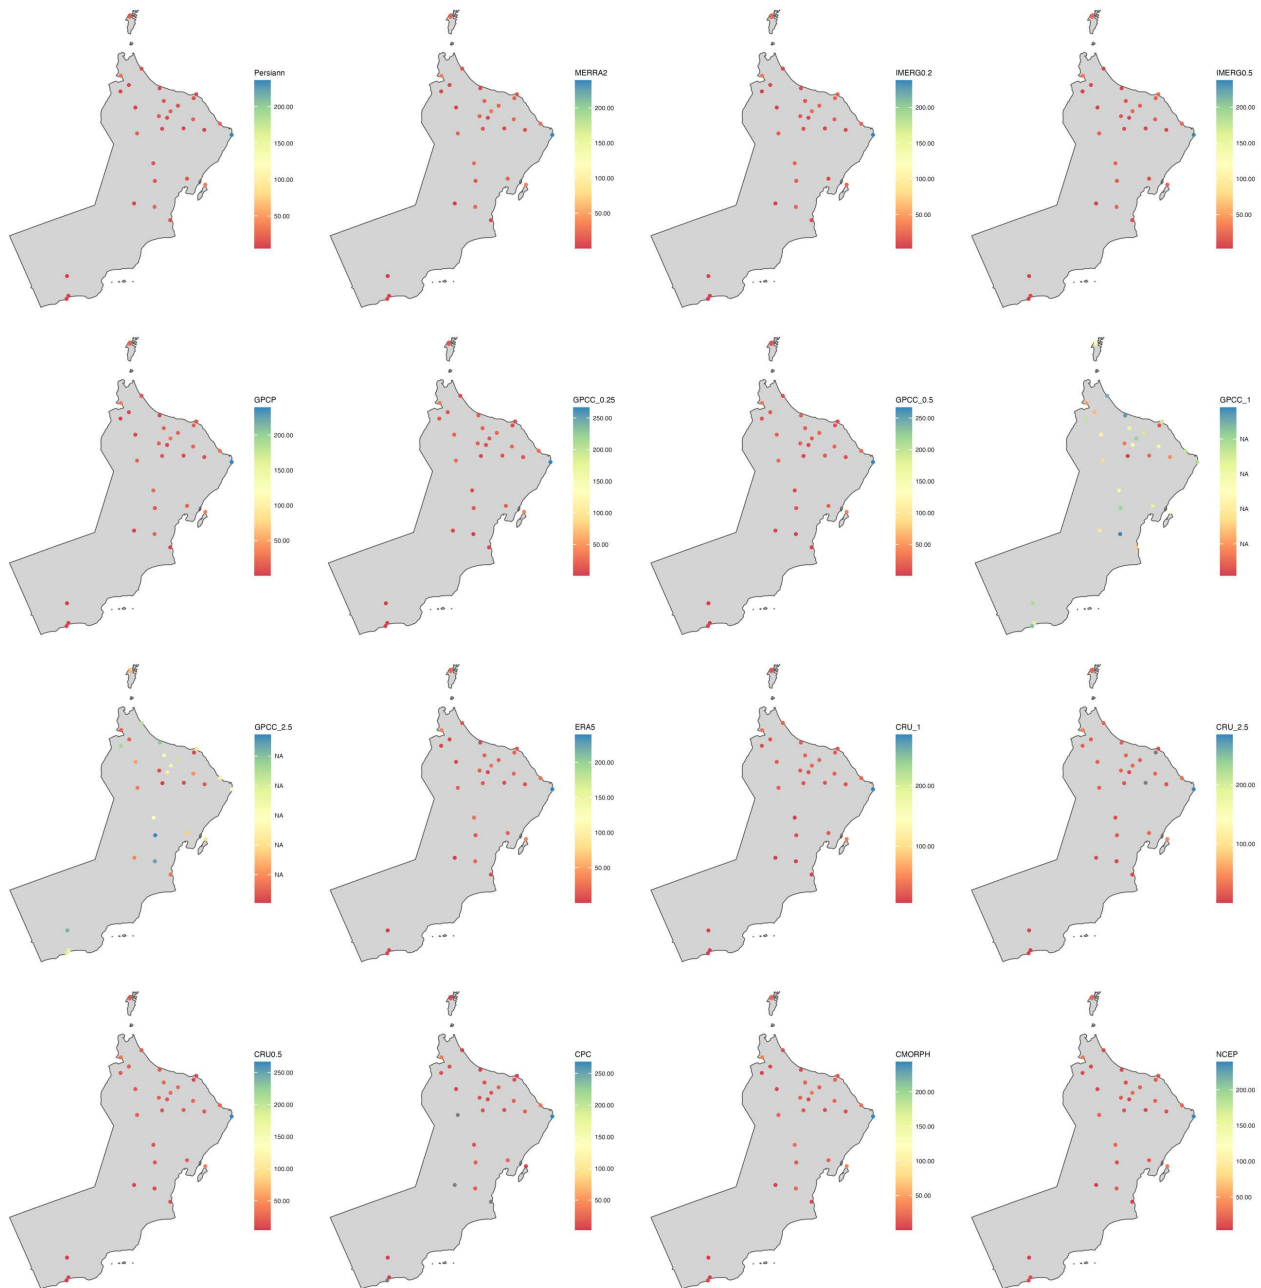 Persiann
200.00
150.00
100.00
50.00
MERRA2
200.00
150.00
100.00
50.00
IMERG0.2
200.00
150.00
100.00
50.00
IMERG0.5
200.00
150.00
100.00
50.00
GPCP
200.00
150.00
100.00
50.00
GPCC_0.25
250.00
200.00
150.00
100.00
50.00
GPCC_0.5
250.00
200.00
150.00
100.00
50.00
GPCC_1
NA
NA
NA
NA
GPCC_2.5
NA
NA
NA
NA
NA
ERA5
200.00
150.00
100.00
50.00
CRU_1
200.00
100.00
CRU_2.5
200.00
100.00
CRU0.5
250.00
200.00
150.00
100.00
50.00
CPC
250.00
200.00
150.00
100.00
50.00
CMORPH
200.00
150.00
100.00
50.00
NCEP
200.00
150.00
100.00
50.00